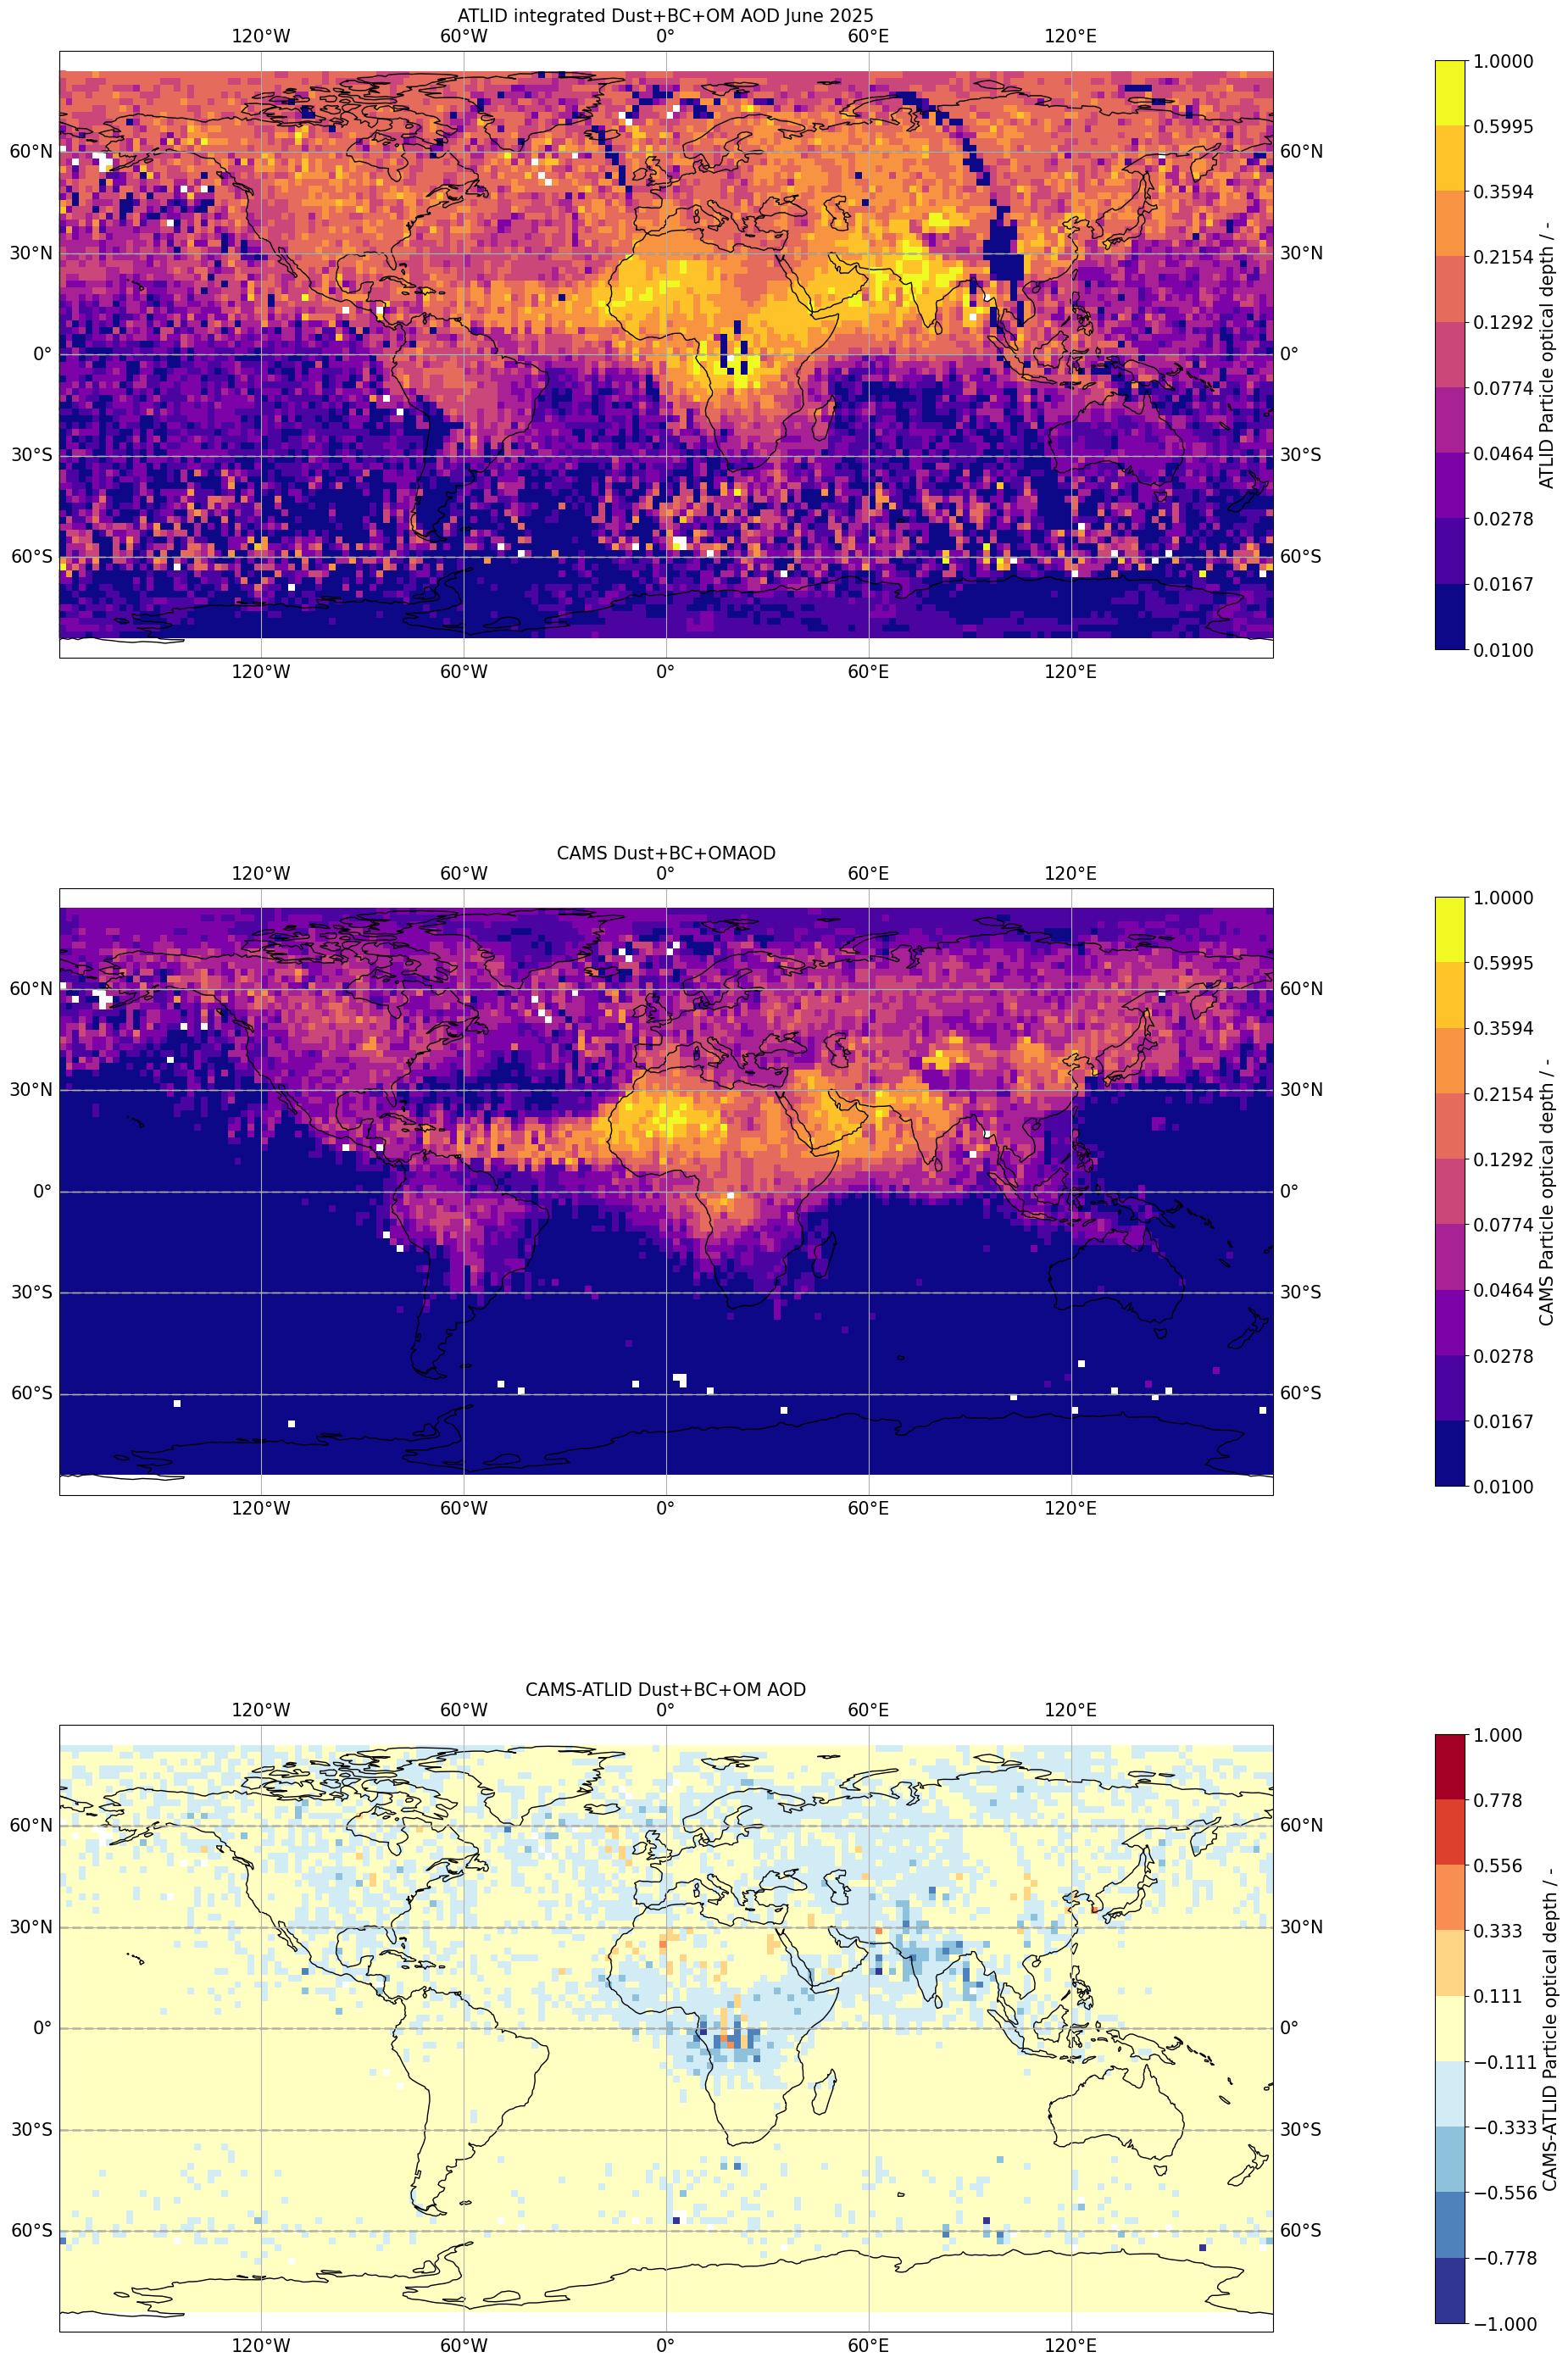 ATLID integrated Dust+BC+OM AOD June 2025
120°W 60°W 0° 60°E 120°E
60°N 60°N
30°N 30°N
0° 0°
30°S 30°S
60°S 60°S
120°W 60°W 0° 60°E 120°E
1.0000
0.5995
0.3594
0.2154
0.1292
0.0774
0.0464
0.0278
0.0167
0.0100
ATLID Particle optical depth / -
CAMS Dust+BC+OMAOD
120°W 60°W 0° 60°E 120°E
60°N 60°N
30°N 30°N
0° 0°
30°S 30°S
60°S 60°S
120°W 60°W 0° 60°E 120°E
1.0000
0.5995
0.3594
0.2154
0.1292
0.0774
0.0464
0.0278
0.0167
0.0100
CAMS Particle optical depth / -
CAMS-ATLID Dust+BC+OM AOD
120°W 60°W 0° 60°E 120°E
60°N 60°N
30°N 30°N
0° 0°
30°S 30°S
60°S 60°S
120°W 60°W 0° 60°E 120°E
1.000
0.778
0.556
0.333
0.111
−0.111
−0.333
−0.556
−0.778
−1.000
CAMS-ATLID Particle optical depth / -